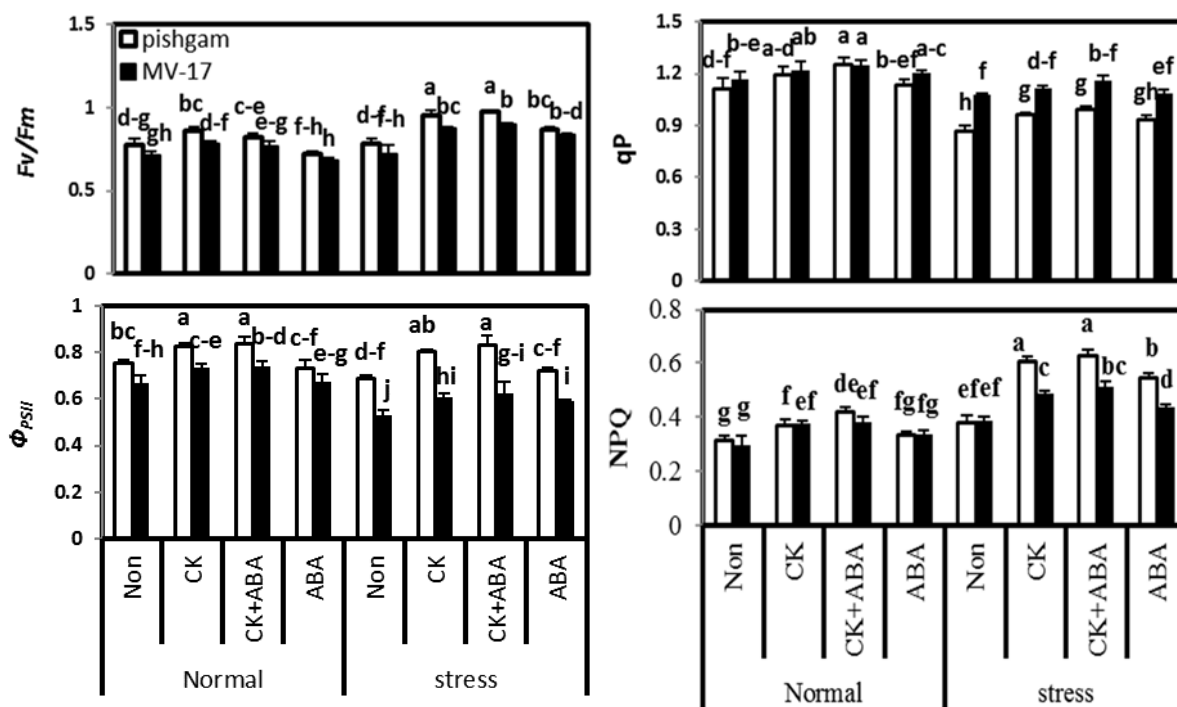 1.5
1
0.5
0
Fv/Fm
pishgam
MV-17
d-g gh bc d-f c-e e-g f-h h d-f f-h a bc a b bc b-d
1.5
1.2
0.9
0.6
0.3
0
qP
d-f b-e a-d ab a a b-ef a-c h f g d-f g b-f gh ef
1
0.8
0.6
0.4
0.2
0
ΦPSII
bc f-h a c-e a b-d c-f e-g d-f j ab hi a g-i c-f i
Non CK CK+ABA ABA Non CK CK+ABA ABA
Normal stress
0.8
0.6
0.4
0.2
0
NPQ
g g f ef de ef fg fg ef ef a c a bc b d
Non CK CK+ABA ABA Non CK CK+ABA ABA
Normal stress